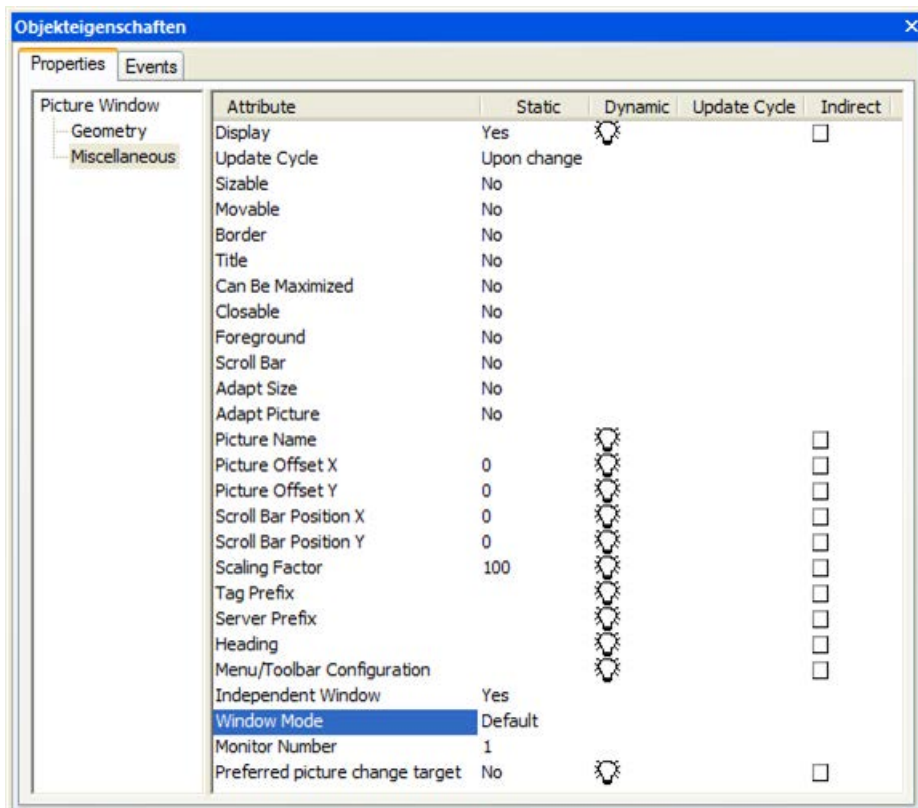 Objekteigenschaften
Properties Events
Picture Window
Geometry
Miscellaneous
Attribute Static Dynamic Update Cycle Indirect
Display Yes
Update Cycle Upon change
Sizable No
Movable No
Border No
Title No
Can Be Maximized No
Closable No
Foreground No
Scroll Bar No
Adapt Size No
Adapt Picture No
Picture Name
Picture Offset X 0
Picture Offset Y 0
Scroll Bar Position X 0
Scroll Bar Position Y 0
Scaling Factor 100
Tag Prefix
Server Prefix
Heading
Menu/Toolbar Configuration
Independent Window Yes
Window Mode Default
Monitor Number 1
Preferred picture change target No